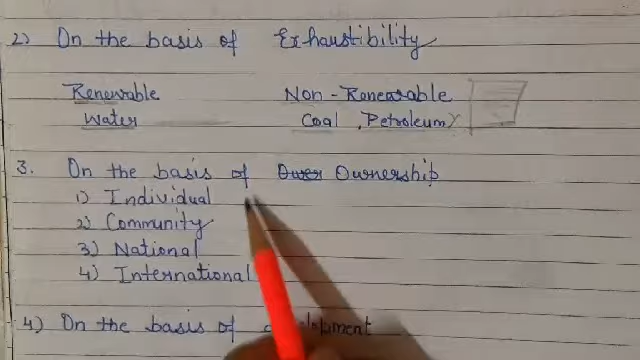 2) On the basis of Exhaustibility
Renewable Non-Renewable
Water Coal, Petroleum
3. On the basis of Ownership
1) Individual
2) Community
3) National
4) International
4) On the basis of